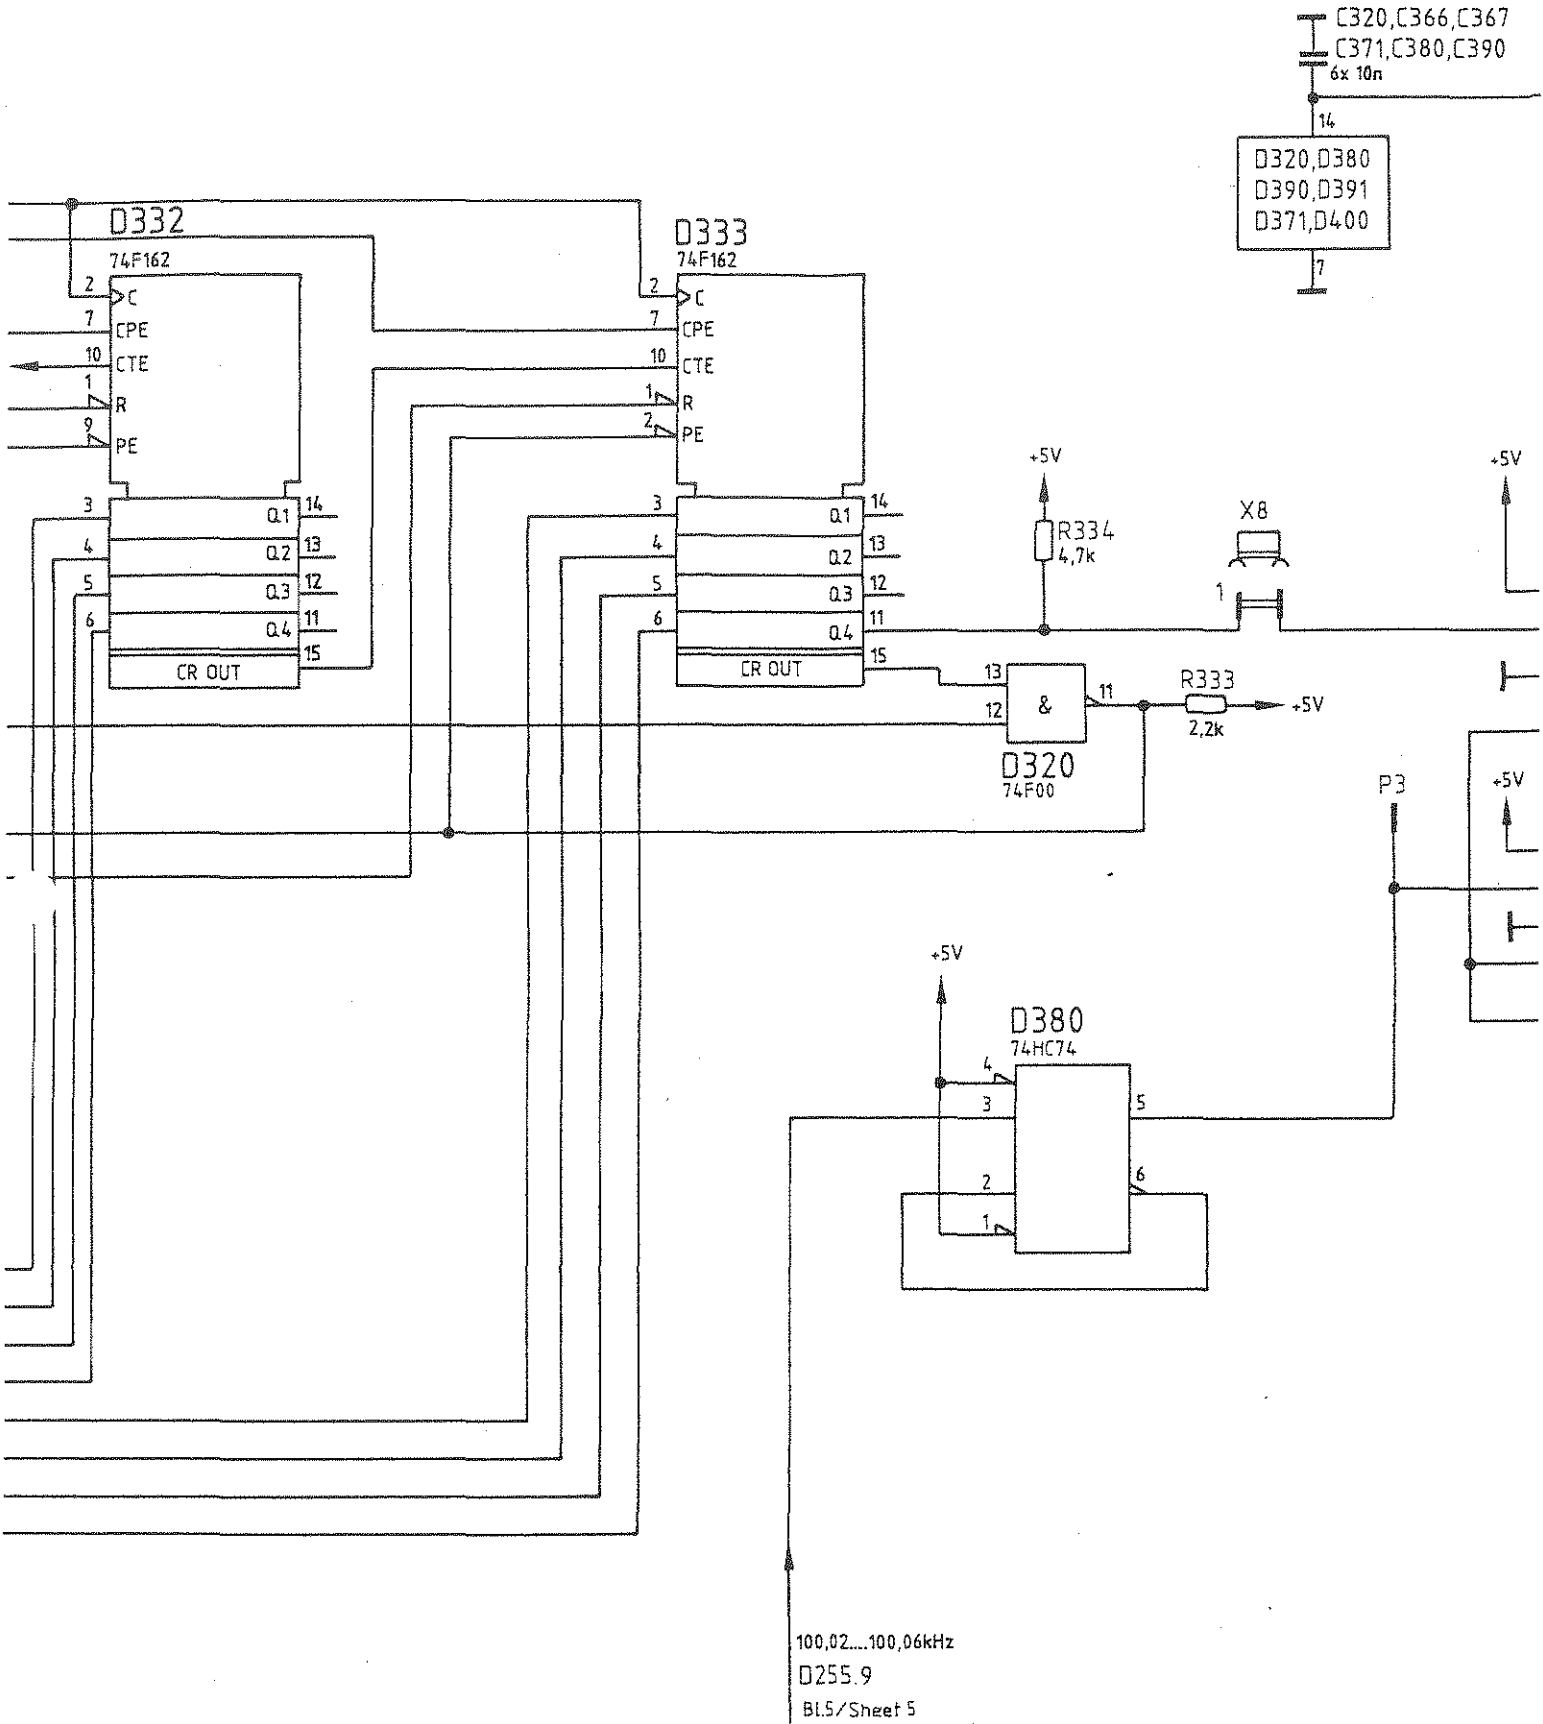 C320,C366,C367
C371,C380,C390
6x 10n
14
D320,D380
D390,D391
D371,D400
7
D332
74F162
2
C
7
CPE
10
CTE
1
R
9
PE
3
Q1
14
4
Q2
13
5
Q3
12
6
Q4
11
CR OUT
15
D333
74F162
2
C
7
CPE
10
CTE
1
R
2
PE
3
Q1
14
4
Q2
13
5
Q3
12
6
Q4
11
CR OUT
15
+5V
R334
4,7k
X8
1
+5V
13
12
&
11
D320
74F00
R333
2,2k
+5V
P3
+5V
+5V
D380
74HC74
4
3
2
1
5
6
100,02....100,06kHz
D255.9
Bl.5/Sheet 5